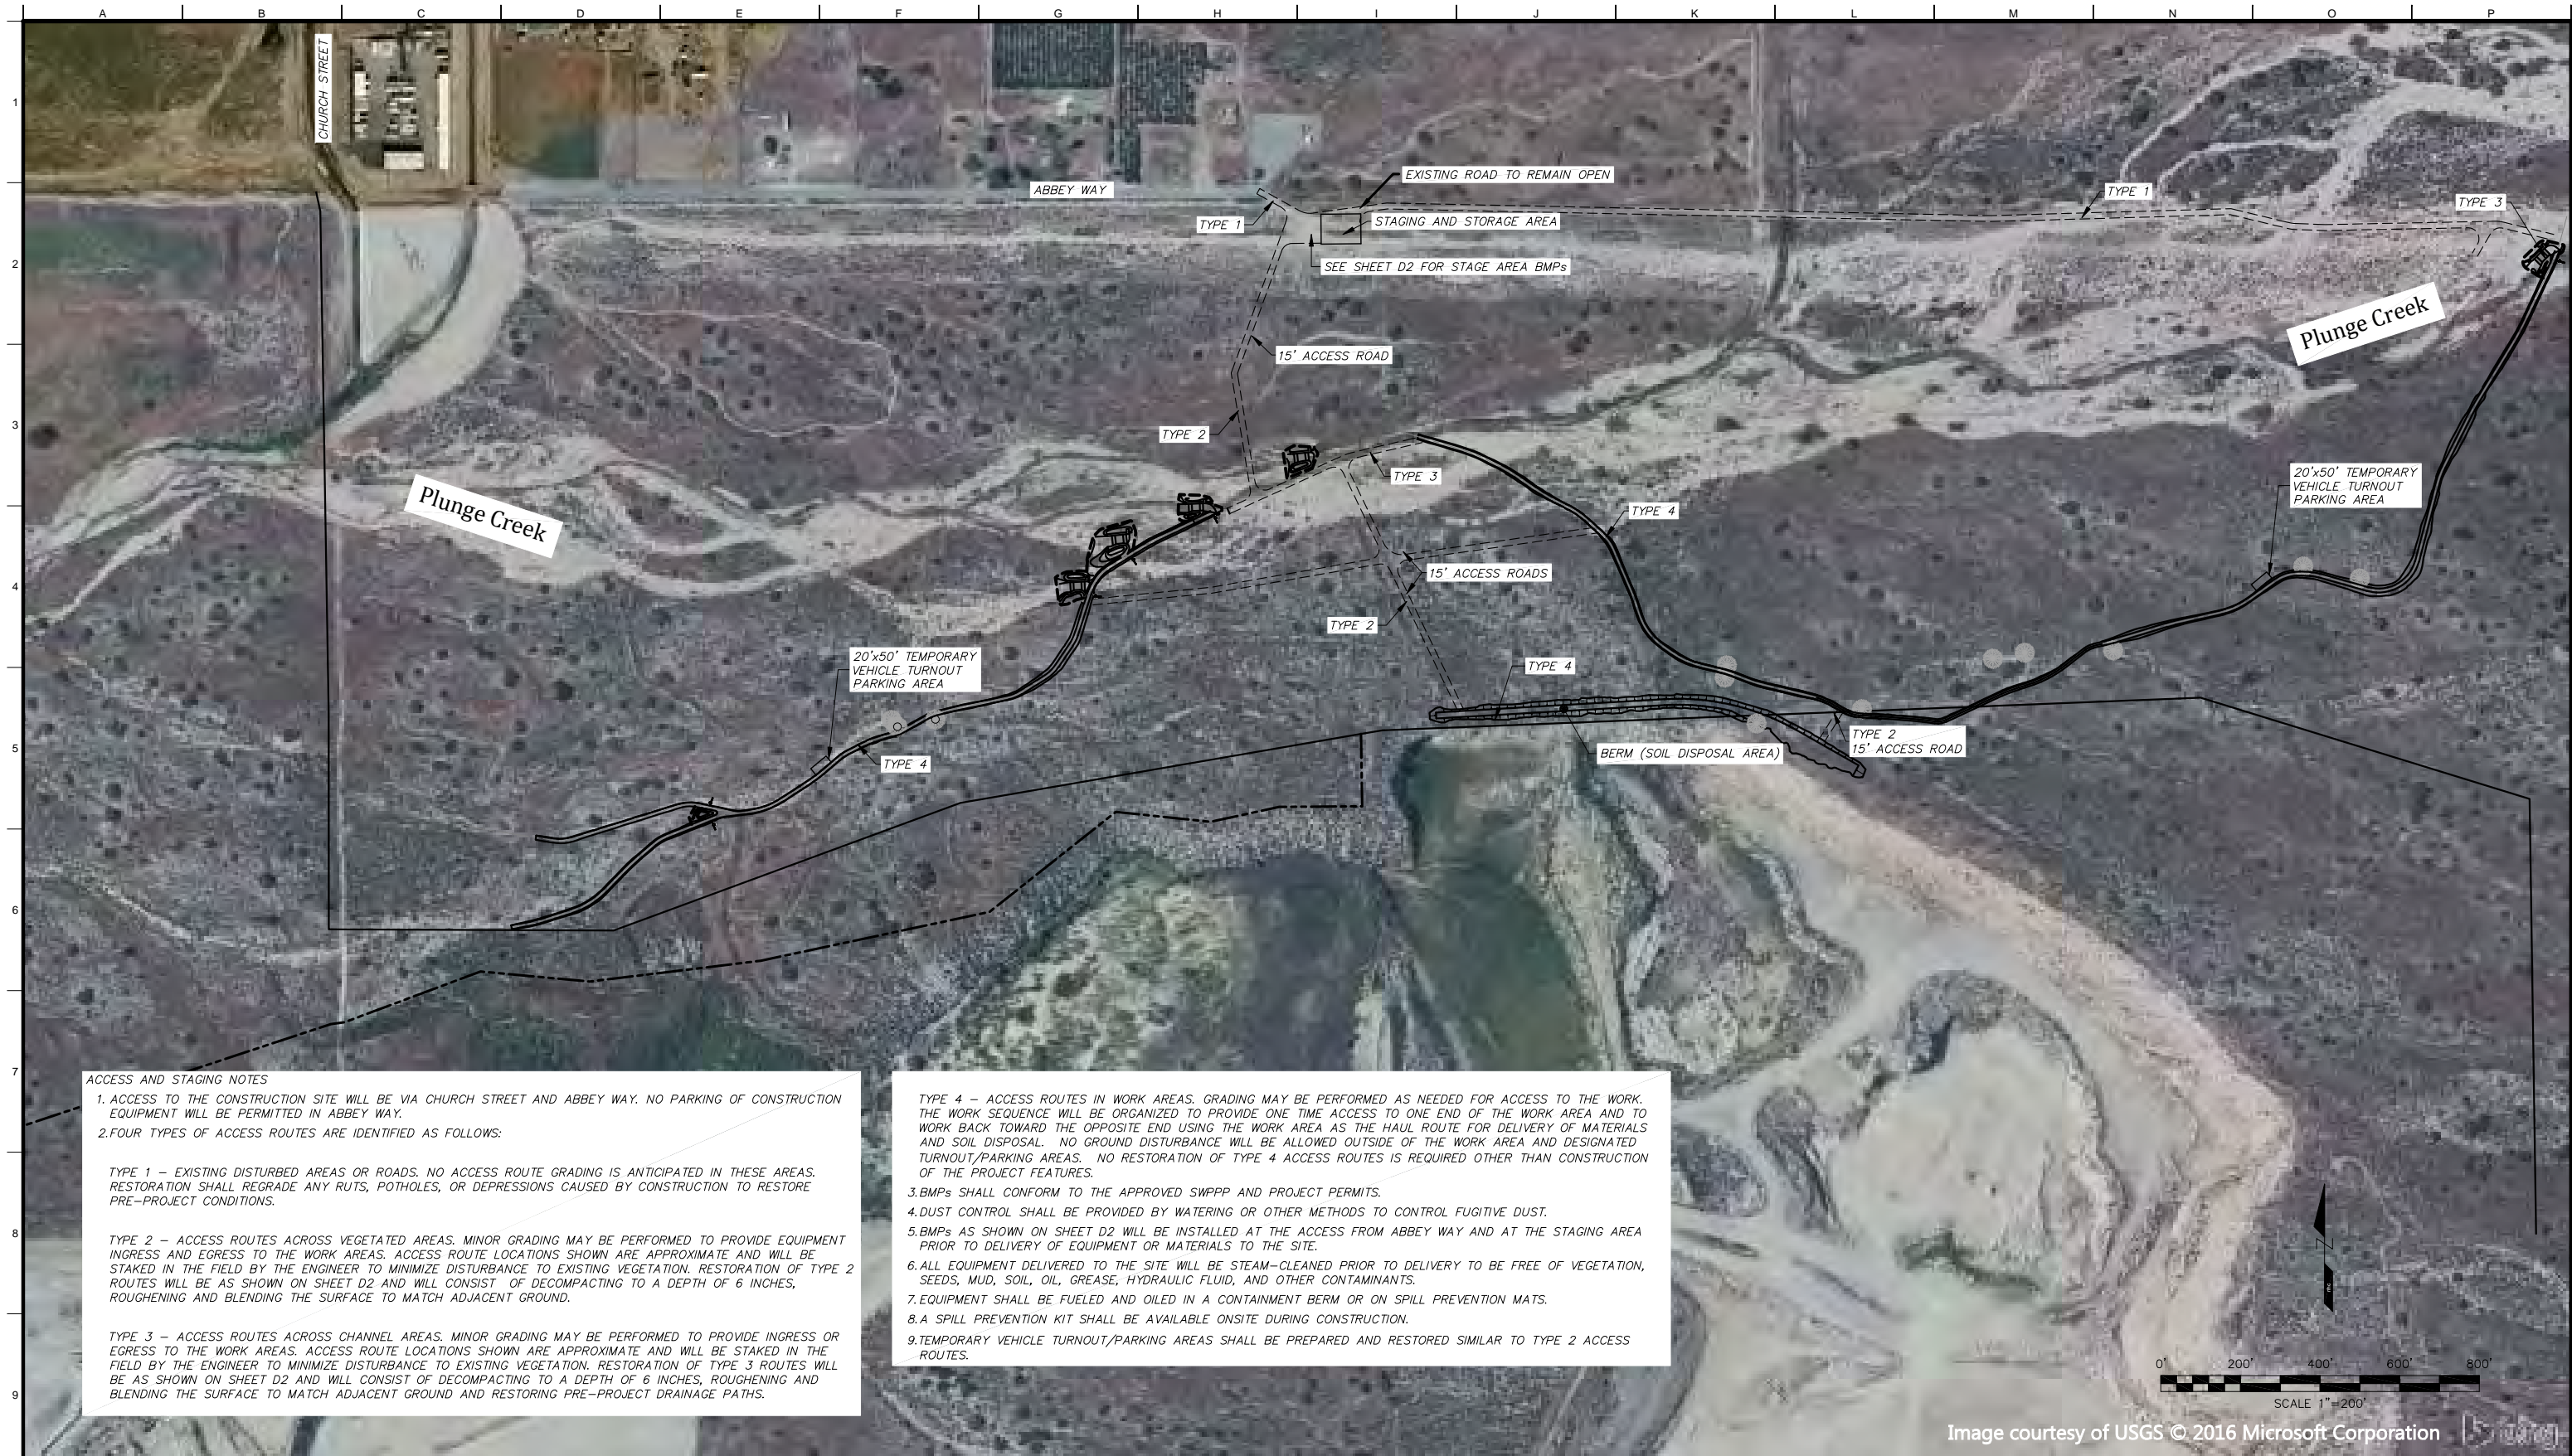 A B C D E F G H I J K L M N O P
1
2
3
4
5
6
7
8
9
CHURCH STREET
ABBEY WAY
EXISTING ROAD TO REMAIN OPEN
TYPE 1
STAGING AND STORAGE AREA
SEE SHEET D2 FOR STAGE AREA BMPs
TYPE 1
TYPE 3
Plunge Creek
15' ACCESS ROAD
TYPE 2
TYPE 3
20'x50' TEMPORARY
VEHICLE TURNOUT
PARKING AREA
Plunge Creek
TYPE 4
15' ACCESS ROADS
TYPE 2
20'x50' TEMPORARY
VEHICLE TURNOUT
PARKING AREA
TYPE 4
TYPE 4
BERM (SOIL DISPOSAL AREA)
TYPE 2
15' ACCESS ROAD
ACCESS AND STAGING NOTES
1. ACCESS TO THE CONSTRUCTION SITE WILL BE VIA CHURCH STREET AND ABBEY WAY. NO PARKING OF CONSTRUCTION
EQUIPMENT WILL BE PERMITTED IN ABBEY WAY.
2.FOUR TYPES OF ACCESS ROUTES ARE IDENTIFIED AS FOLLOWS:
TYPE 1 – EXISTING DISTURBED AREAS OR ROADS. NO ACCESS ROUTE GRADING IS ANTICIPATED IN THESE AREAS.
RESTORATION SHALL REGRADE ANY RUTS, POTHOLES, OR DEPRESSIONS CAUSED BY CONSTRUCTION TO RESTORE
PRE–PROJECT CONDITIONS.
TYPE 2 – ACCESS ROUTES ACROSS VEGETATED AREAS. MINOR GRADING MAY BE PERFORMED TO PROVIDE EQUIPMENT
INGRESS AND EGRESS TO THE WORK AREAS. ACCESS ROUTE LOCATIONS SHOWN ARE APPROXIMATE AND WILL BE
STAKED IN THE FIELD BY THE ENGINEER TO MINIMIZE DISTURBANCE TO EXISTING VEGETATION. RESTORATION OF TYPE 2
ROUTES WILL BE AS SHOWN ON SHEET D2 AND WILL CONSIST OF DECOMPACTING TO A DEPTH OF 6 INCHES,
ROUGHENING AND BLENDING THE SURFACE TO MATCH ADJACENT GROUND.
TYPE 3 – ACCESS ROUTES ACROSS CHANNEL AREAS. MINOR GRADING MAY BE PERFORMED TO PROVIDE INGRESS OR
EGRESS TO THE WORK AREAS. ACCESS ROUTE LOCATIONS SHOWN ARE APPROXIMATE AND WILL BE STAKED IN THE
FIELD BY THE ENGINEER TO MINIMIZE DISTURBANCE TO EXISTING VEGETATION. RESTORATION OF TYPE 3 ROUTES WILL
BE AS SHOWN ON SHEET D2 AND WILL CONSIST OF DECOMPACTING TO A DEPTH OF 6 INCHES, ROUGHENING AND
BLENDING THE SURFACE TO MATCH ADJACENT GROUND AND RESTORING PRE–PROJECT DRAINAGE PATHS.
TYPE 4 – ACCESS ROUTES IN WORK AREAS. GRADING MAY BE PERFORMED AS NEEDED FOR ACCESS TO THE WORK.
THE WORK SEQUENCE WILL BE ORGANIZED TO PROVIDE ONE TIME ACCESS TO ONE END OF THE WORK AREA AND TO
WORK BACK TOWARD THE OPPOSITE END USING THE WORK AREA AS THE HAUL ROUTE FOR DELIVERY OF MATERIALS
AND SOIL DISPOSAL. NO GROUND DISTURBANCE WILL BE ALLOWED OUTSIDE OF THE WORK AREA AND DESIGNATED
TURNOUT/PARKING AREAS. NO RESTORATION OF TYPE 4 ACCESS ROUTES IS REQUIRED OTHER THAN CONSTRUCTION
OF THE PROJECT FEATURES.
3.BMPs SHALL CONFORM TO THE APPROVED SWPPP AND PROJECT PERMITS.
4.DUST CONTROL SHALL BE PROVIDED BY WATERING OR OTHER METHODS TO CONTROL FUGITIVE DUST.
5.BMPs AS SHOWN ON SHEET D2 WILL BE INSTALLED AT THE ACCESS FROM ABBEY WAY AND AT THE STAGING AREA
PRIOR TO DELIVERY OF EQUIPMENT OR MATERIALS TO THE SITE.
6.ALL EQUIPMENT DELIVERED TO THE SITE WILL BE STEAM–CLEANED PRIOR TO DELIVERY TO BE FREE OF VEGETATION,
SEEDS, MUD, SOIL, OIL, GREASE, HYDRAULIC FLUID, AND OTHER CONTAMINANTS.
7.EQUIPMENT SHALL BE FUELED AND OILED IN A CONTAINMENT BERM OR ON SPILL PREVENTION MATS.
8.A SPILL PREVENTION KIT SHALL BE AVAILABLE ONSITE DURING CONSTRUCTION.
9.TEMPORARY VEHICLE TURNOUT/PARKING AREAS SHALL BE PREPARED AND RESTORED SIMILAR TO TYPE 2 ACCESS
ROUTES.
0' 200' 400' 600' 800'
SCALE 1"=200'
Image courtesy of USGS © 2016 Microsoft Corporation